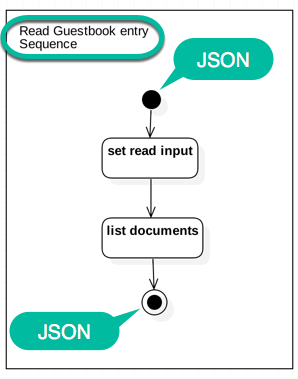 Read Guestbook entry
Sequence
JSON
set read input
list documents
JSON